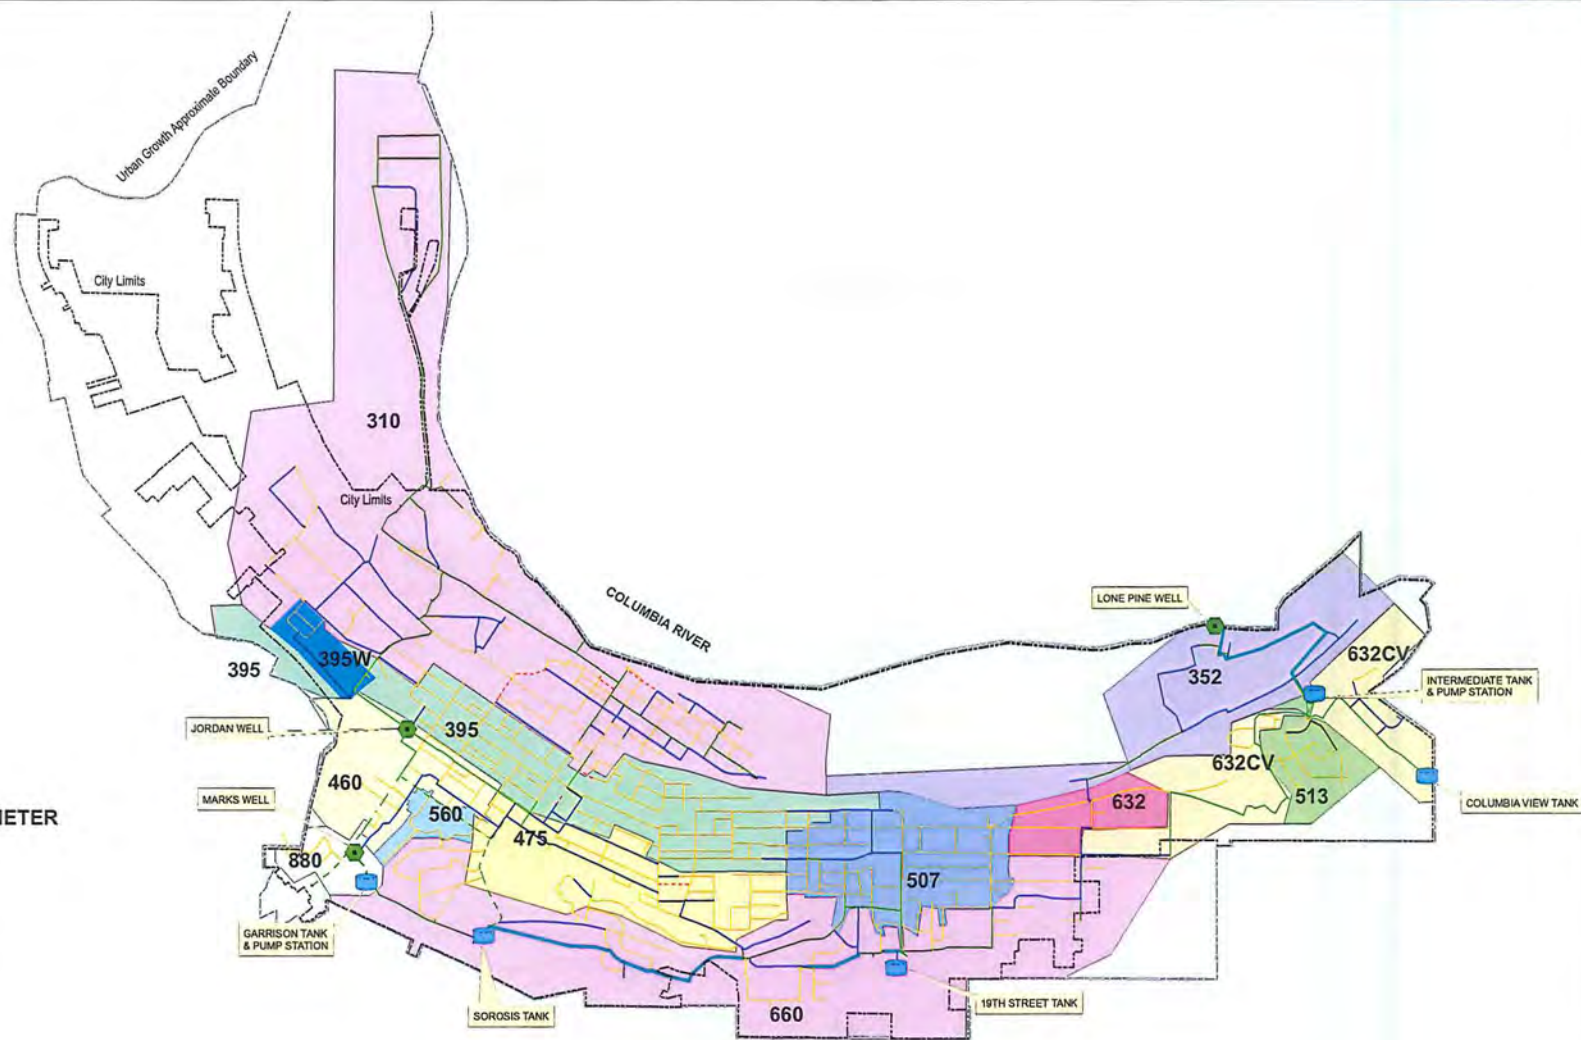 Urban Growth Approximate Boundary
City Limits
310
City Limits
COLUMBIA RIVER
LONE PINE WELL
395
395W
352
632CV
INTERMEDIATE TANK
& PUMP STATION
JORDAN WELL
395
460
632CV
MARKS WELL
560
475
632
513
COLUMBIA VIEW TANK
880
507
GARRISON TANK
& PUMP STATION
SOROSIS TANK
19TH STREET TANK
660